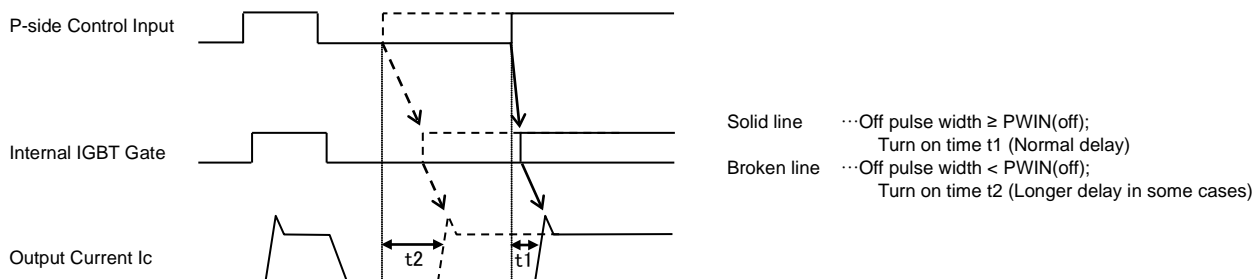 P-side Control Input
Internal IGBT Gate
Output Current Ic
t2
t1
Solid line ⋯Off pulse width ≥ PWIN(off);
Turn on time t1 (Normal delay)
Broken line ⋯Off pulse width < PWIN(off);
Turn on time t2 (Longer delay in some cases)